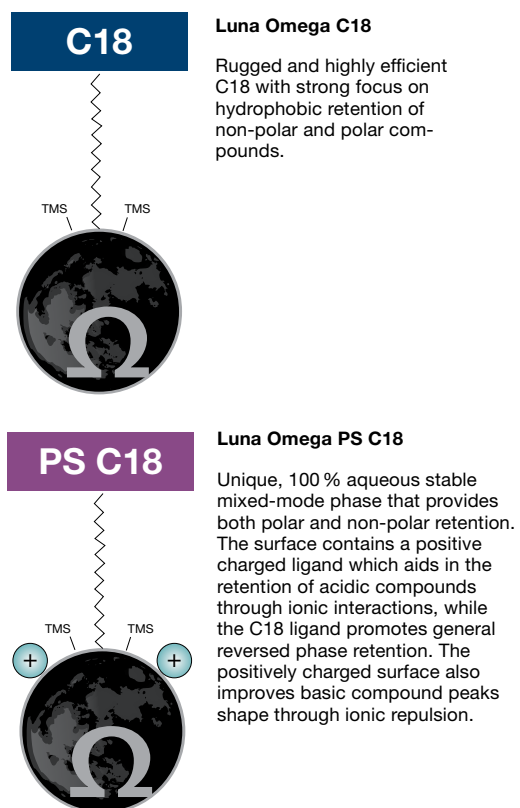 C18
Luna Omega C18
Rugged and highly efficient
C18 with strong focus on
hydrophobic retention of
non-polar and polar com-
pounds.
TMS TMS
Ω
PS C18
Luna Omega PS C18
Unique, 100 % aqueous stable
mixed-mode phase that provides
both polar and non-polar retention.
The surface contains a positive
charged ligand which aids in the
retention of acidic compounds
through ionic interactions, while
the C18 ligand promotes general
reversed phase retention. The
positively charged surface also
improves basic compound peaks
shape through ionic repulsion.
TMS TMS
+ +
Ω